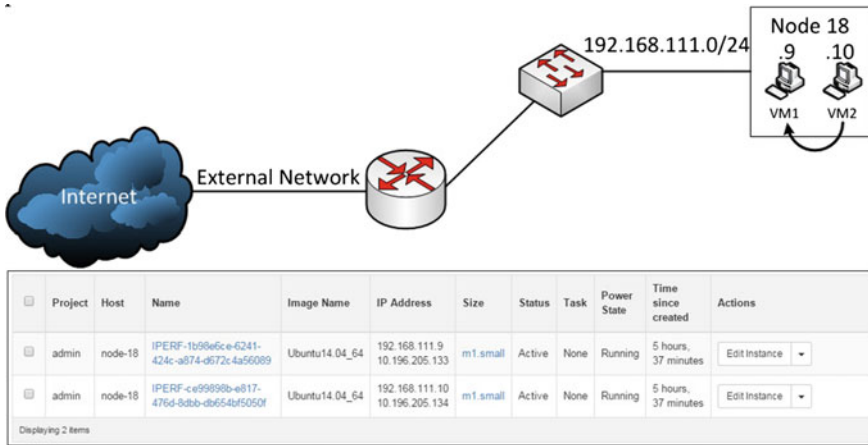 Node 18
192.168.111.0/24
.9 .10
VM1 VM2
External Network
Internet
Project Host Name Image Name IP Address Size Status Task Power State Time since created Actions
admin node-18 IPERF-1b98e6ce-6241-424c-a874-d672c4a56089 Ubuntu14.04_64 192.168.111.9 10.196.205.133 m1.small Active None Running 5 hours, 37 minutes Edit Instance
admin node-18 IPERF-ce99898b-e817-476d-8dbb-db654bf5050f Ubuntu14.04_64 192.168.111.10 10.196.205.134 m1.small Active None Running 5 hours, 37 minutes Edit Instance
Displaying 2 items